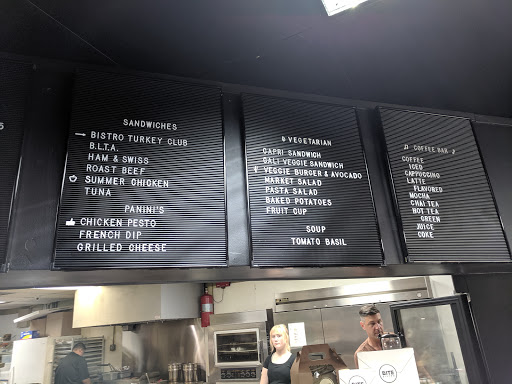 SANDWICHES
BISTRO TURKEY CLUB
B.L.T.A.
HAM & SWISS
ROAST BEEF
SUMMER CHICKEN
TUNA
PANINI'S
CHICKEN PESTO
FRENCH DIP
GRILLED CHEESE
VEGETARIAN
CAPRI SANDWICH
CALI VEGGIE SANDWICH
VEGGIE BURGER & AVOCADO
MARKET SALAD
PASTA SALAD
BAKED POTATOES
FRUIT CUP
SOUP
TOMATO BASIL
COFFEE BAR
COFFEE
ICED
CAPPUCINO
LATTE
FLAVORED
MOCHA
CHAI TEA
HOT TEA
GREEN
JUICE
COKE
BITE